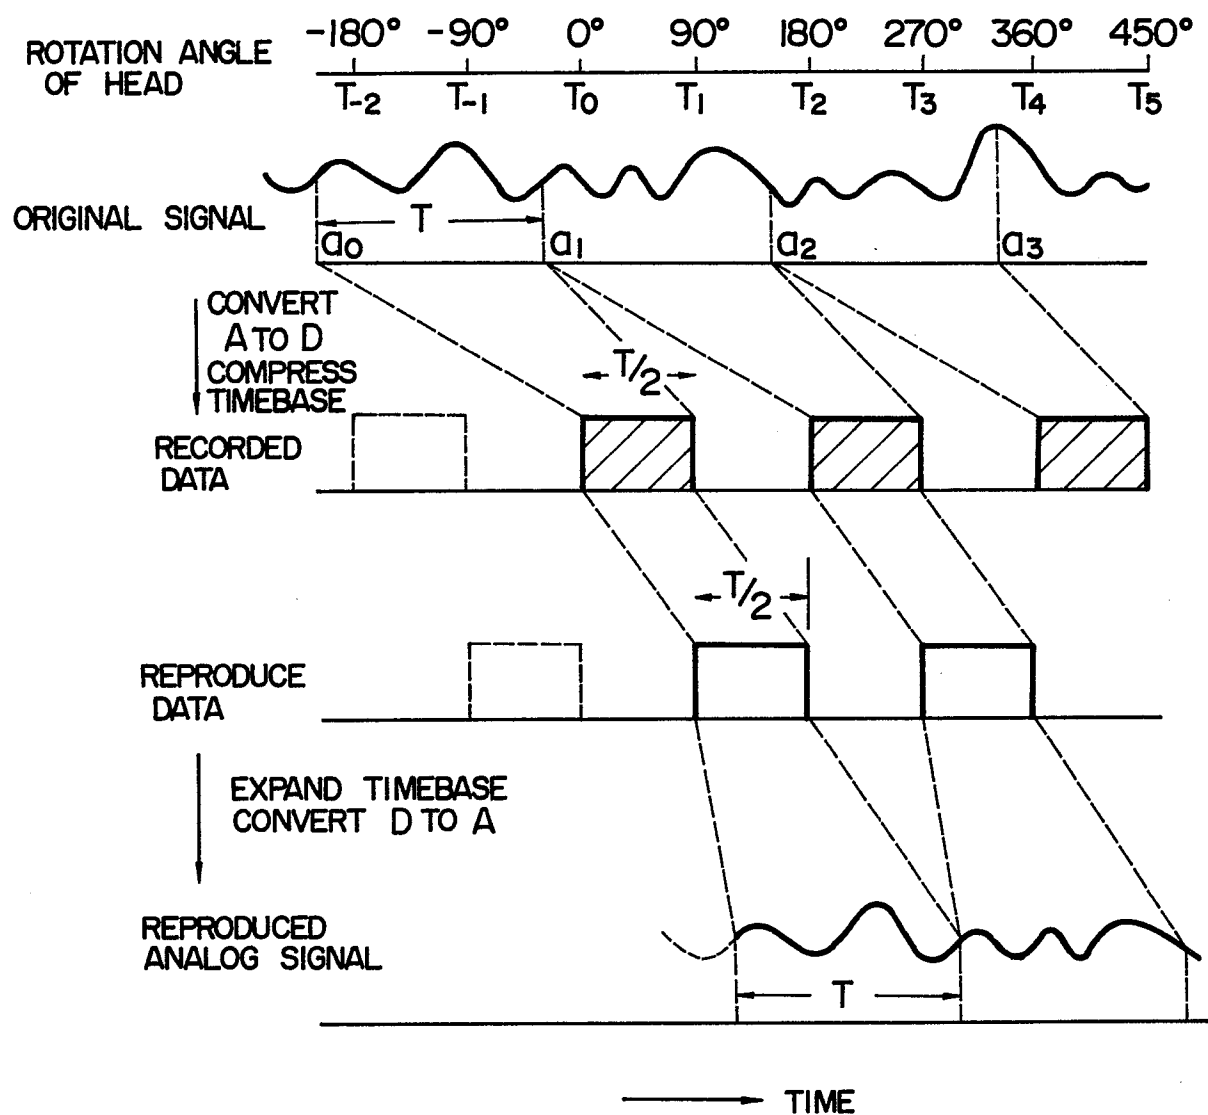 -180° -90° 0° 90° 180° 270° 360° 450°
ROTATION ANGLE
OF HEAD
T-2 T-1 T0 T1 T2 T3 T4 T5
ORIGINAL SIGNAL
T
a0 a1 a2 a3
CONVERT
A TO D
COMPRESS
TIMEBASE
T/2
RECORDED
DATA
T/2
REPRODUCE
DATA
EXPAND TIMEBASE
CONVERT D TO A
REPRODUCED
ANALOG SIGNAL
T
TIME